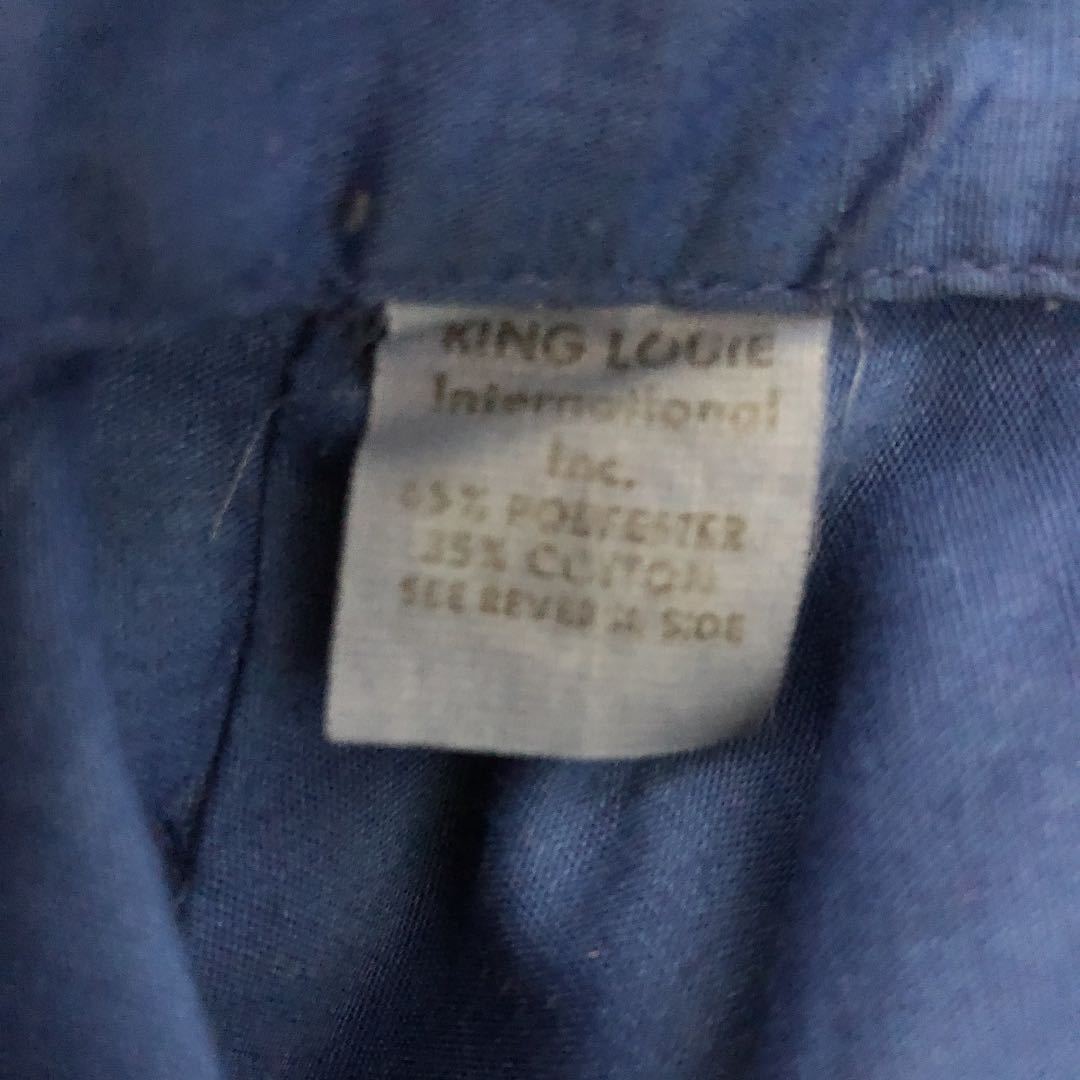 KING LOUIE
International
Inc.
65% POLYESTER
35% COTTON
SEE REVERSE SIDE